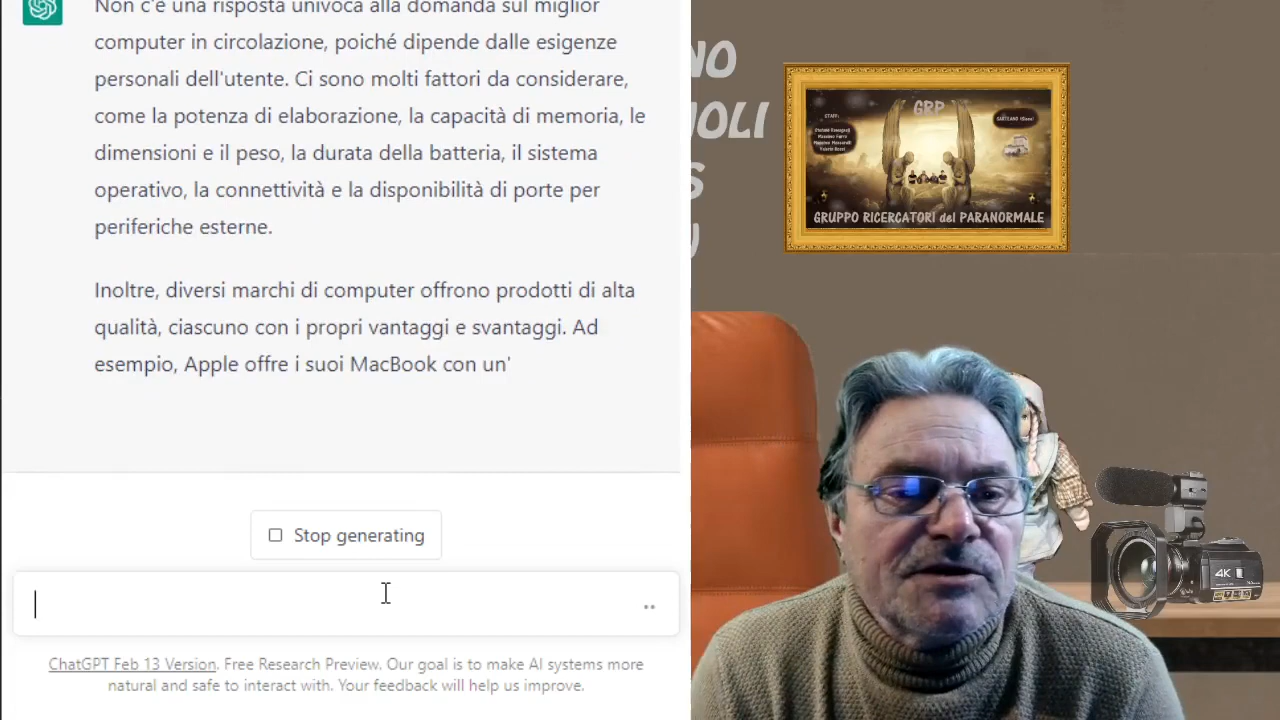 Non c'è una risposta univoca alla domanda sul miglior
computer in circolazione, poiché dipende dalle esigenze
personali dell'utente. Ci sono molti fattori da considerare,
come la potenza di elaborazione, la capacità di memoria, le
dimensioni e il peso, la durata della batteria, il sistema
operativo, la connettività e la disponibilità di porte per
periferiche esterne.
Inoltre, diversi marchi di computer offrono prodotti di alta
qualità, ciascuno con i propri vantaggi e svantaggi. Ad
esempio, Apple offre i suoi MacBook con un'
Stop generating
ChatGPT Feb 13 Version. Free Research Preview. Our goal is to make AI systems more
natural and safe to interact with. Your feedback will help us improve.
NO
NOLI
S
GRP
STAFF:
SARTEANO (Siena)
GRUPPO RICERCATORI del PARANORMALE
4K